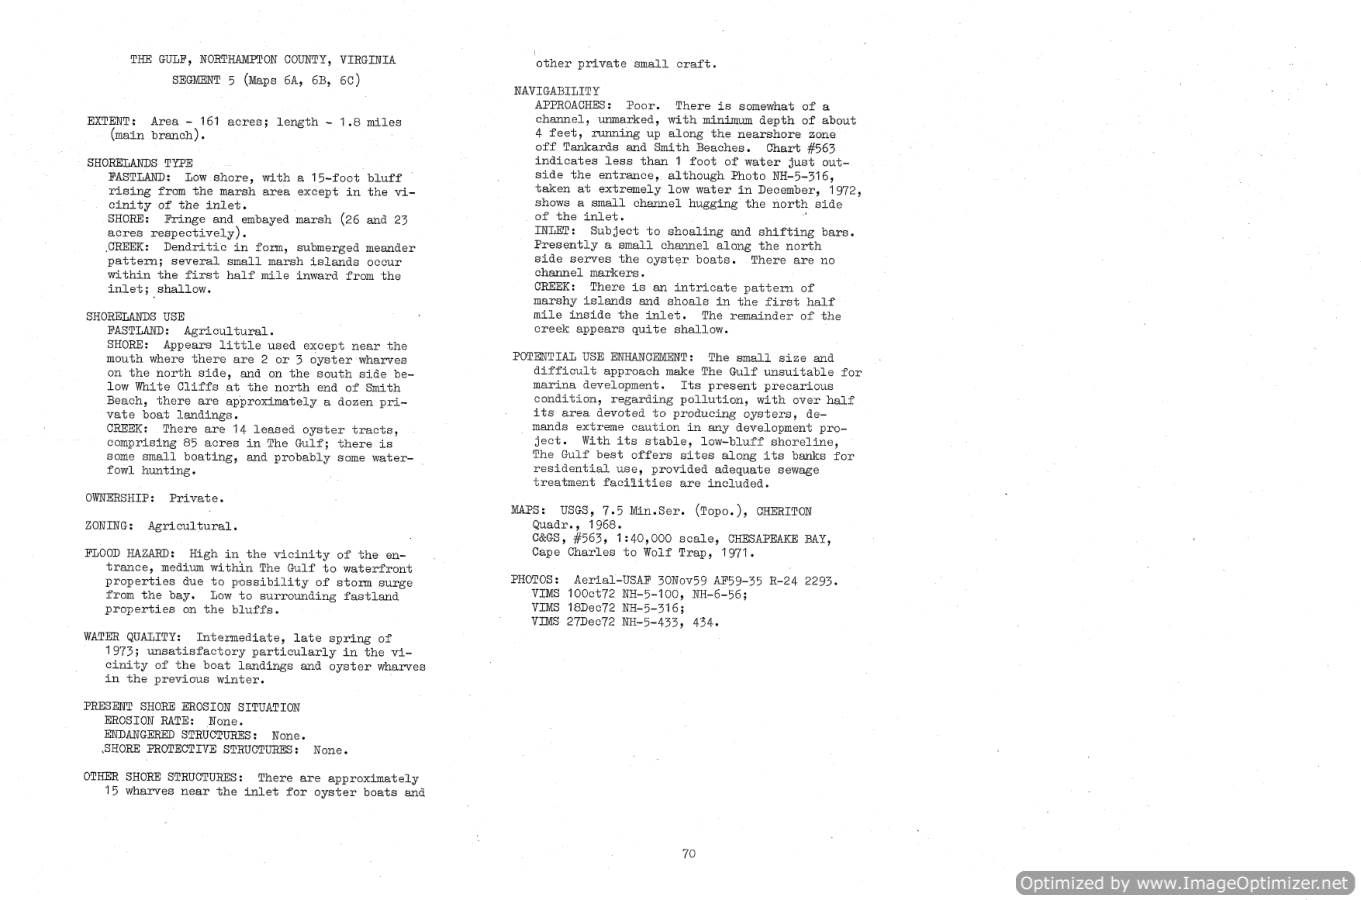 THE GULF, NORTHAMPTON COUNTY, VIRGINIA
SEGMENT 5 (Maps 6A, 6B, 6C)
EXTENT: Area - 161 acres; length - 1.8 miles
(main branch).
SHORELANDS TYPE
FASTLAND: Low shore, with a 15-foot bluff
rising from the marsh area except in the vi-
cinity of the inlet.
SHORE: Fringe and embayed marsh (26 and 23
acres respectively).
CREEK: Dendritic in form, submerged meander
pattern; several small marsh islands occur
within the first half mile inward from the
inlet; shallow.
SHORELANDS USE
FASTLAND: Agricultural.
SHORE: Appears little used except near the
mouth where there are 2 or 3 oyster wharves
on the north side, and on the south side be-
low White Cliffs at the north end of Smith
Beach, there are approximately a dozen pri-
vate boat landings.
CREEK: There are 14 leased oyster tracts,
comprising 85 acres in The Gulf; there is
some small boating, and probably some water-
fowl hunting.
OWNERSHIP: Private.
ZONING: Agricultural.
FLOOD HAZARD: High in the vicinity of the en-
trance, medium within The Gulf to waterfront
properties due to possibility of storm surge
from the bay. Low to surrounding fastland
properties on the bluffs.
WATER QUALITY: Intermediate, late spring of
1973; unsatisfactory particularly in the vi-
cinity of the boat landings and oyster wharves
in the previous winter.
PRESENT SHORE EROSION SITUATION
EROSION RATE: None.
ENDANGERED STRUCTURES: None.
SHORE PROTECTIVE STRUCTURES: None.
OTHER SHORE STRUCTURES: There are approximately
15 wharves near the inlet for oyster boats and
other private small craft.
NAVIGABILITY
APPROACHES: Poor. There is somewhat of a
channel, unmarked, with minimum depth of about
4 feet, running up along the nearshore zone
off Tankards and Smith Beaches. Chart #563
indicates less than 1 foot of water just out-
side the entrance, although Photo NH-5-316,
taken at extremely low water in December, 1972,
shows a small channel hugging the north side
of the inlet.
INLET: Subject to shoaling and shifting bars.
Presently a small channel along the north
side serves the oyster boats. There are no
channel markers.
CREEK: There is an intricate pattern of
marshy islands and shoals in the first half
mile inside the inlet. The remainder of the
creek appears quite shallow.
POTENTIAL USE ENHANCEMENT: The small size and
difficult approach make The Gulf unsuitable for
marina development. Its present precarious
condition, regarding pollution, with over half
its area devoted to producing oysters, de-
mands extreme caution in any development pro-
ject. With its stable, low-bluff shoreline,
The Gulf best offers sites along its banks for
residential use, provided adequate sewage
treatment facilities are included.
MAPS: USGS, 7.5 Min.Ser. (Topo.), CHERITON
Quadr., 1968.
C&GS, #563, 1:40,000 scale, CHESAPEAKE BAY,
Cape Charles to Wolf Trap, 1971.
PHOTOS: Aerial-USAF 30Nov59 AF59-35 R-24 2293.
VIMS 10Oct72 NH-5-100, NH-6-56;
VIMS 18Dec72 NH-5-316;
VIMS 27Dec72 NH-5-433, 434.
70
Optimized by www.ImageOptimizer.net